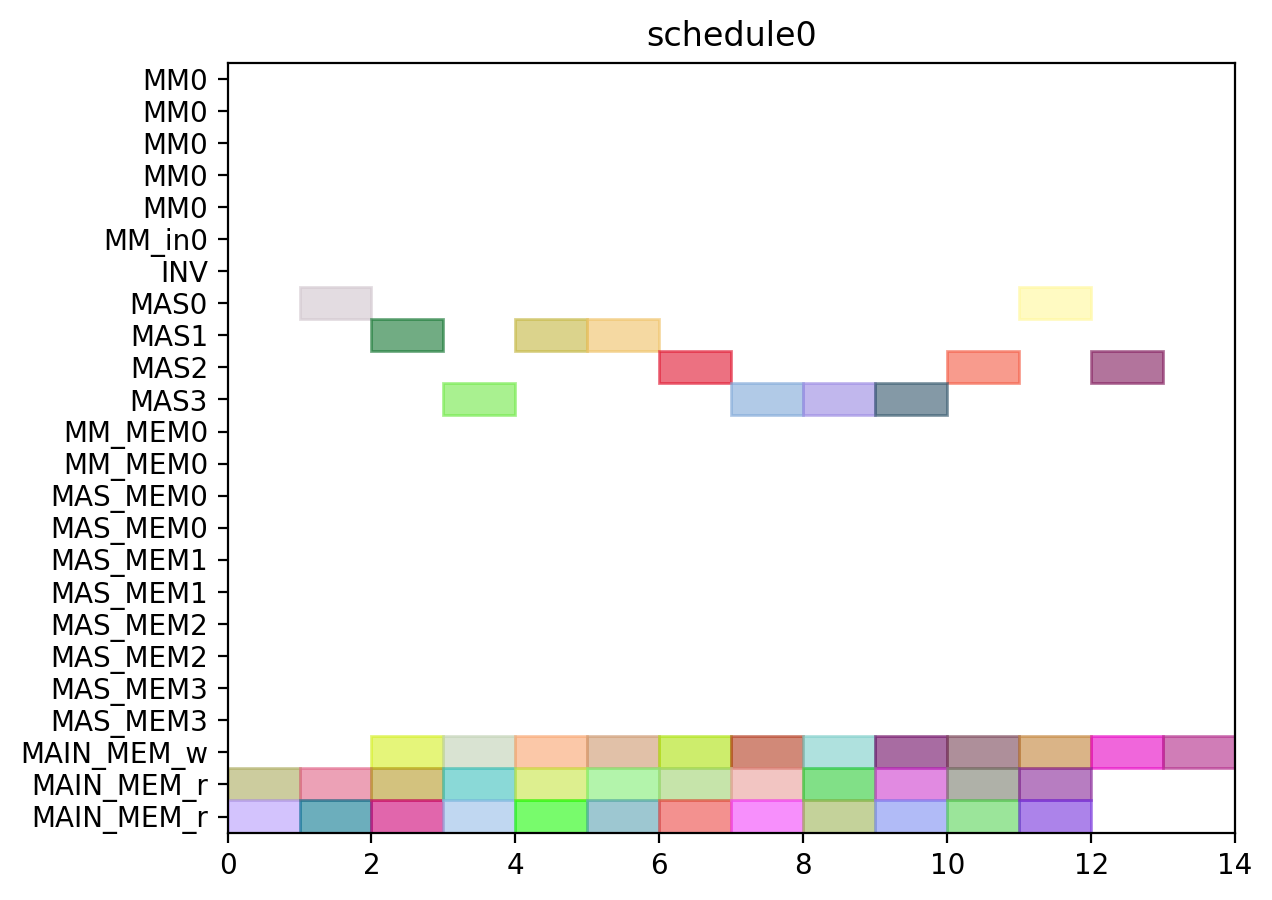 schedule0
MM0
MM0
MM0
MM0
MM0
MM_in0
INV
MAS0
MAS1
MAS2
MAS3
MM_MEM0
MM_MEM0
MAS_MEM0
MAS_MEM0
MAS_MEM1
MAS_MEM1
MAS_MEM2
MAS_MEM2
MAS_MEM3
MAS_MEM3
MAIN_MEM_w
MAIN_MEM_r
MAIN_MEM_r
0 2 4 6 8 10 12 14